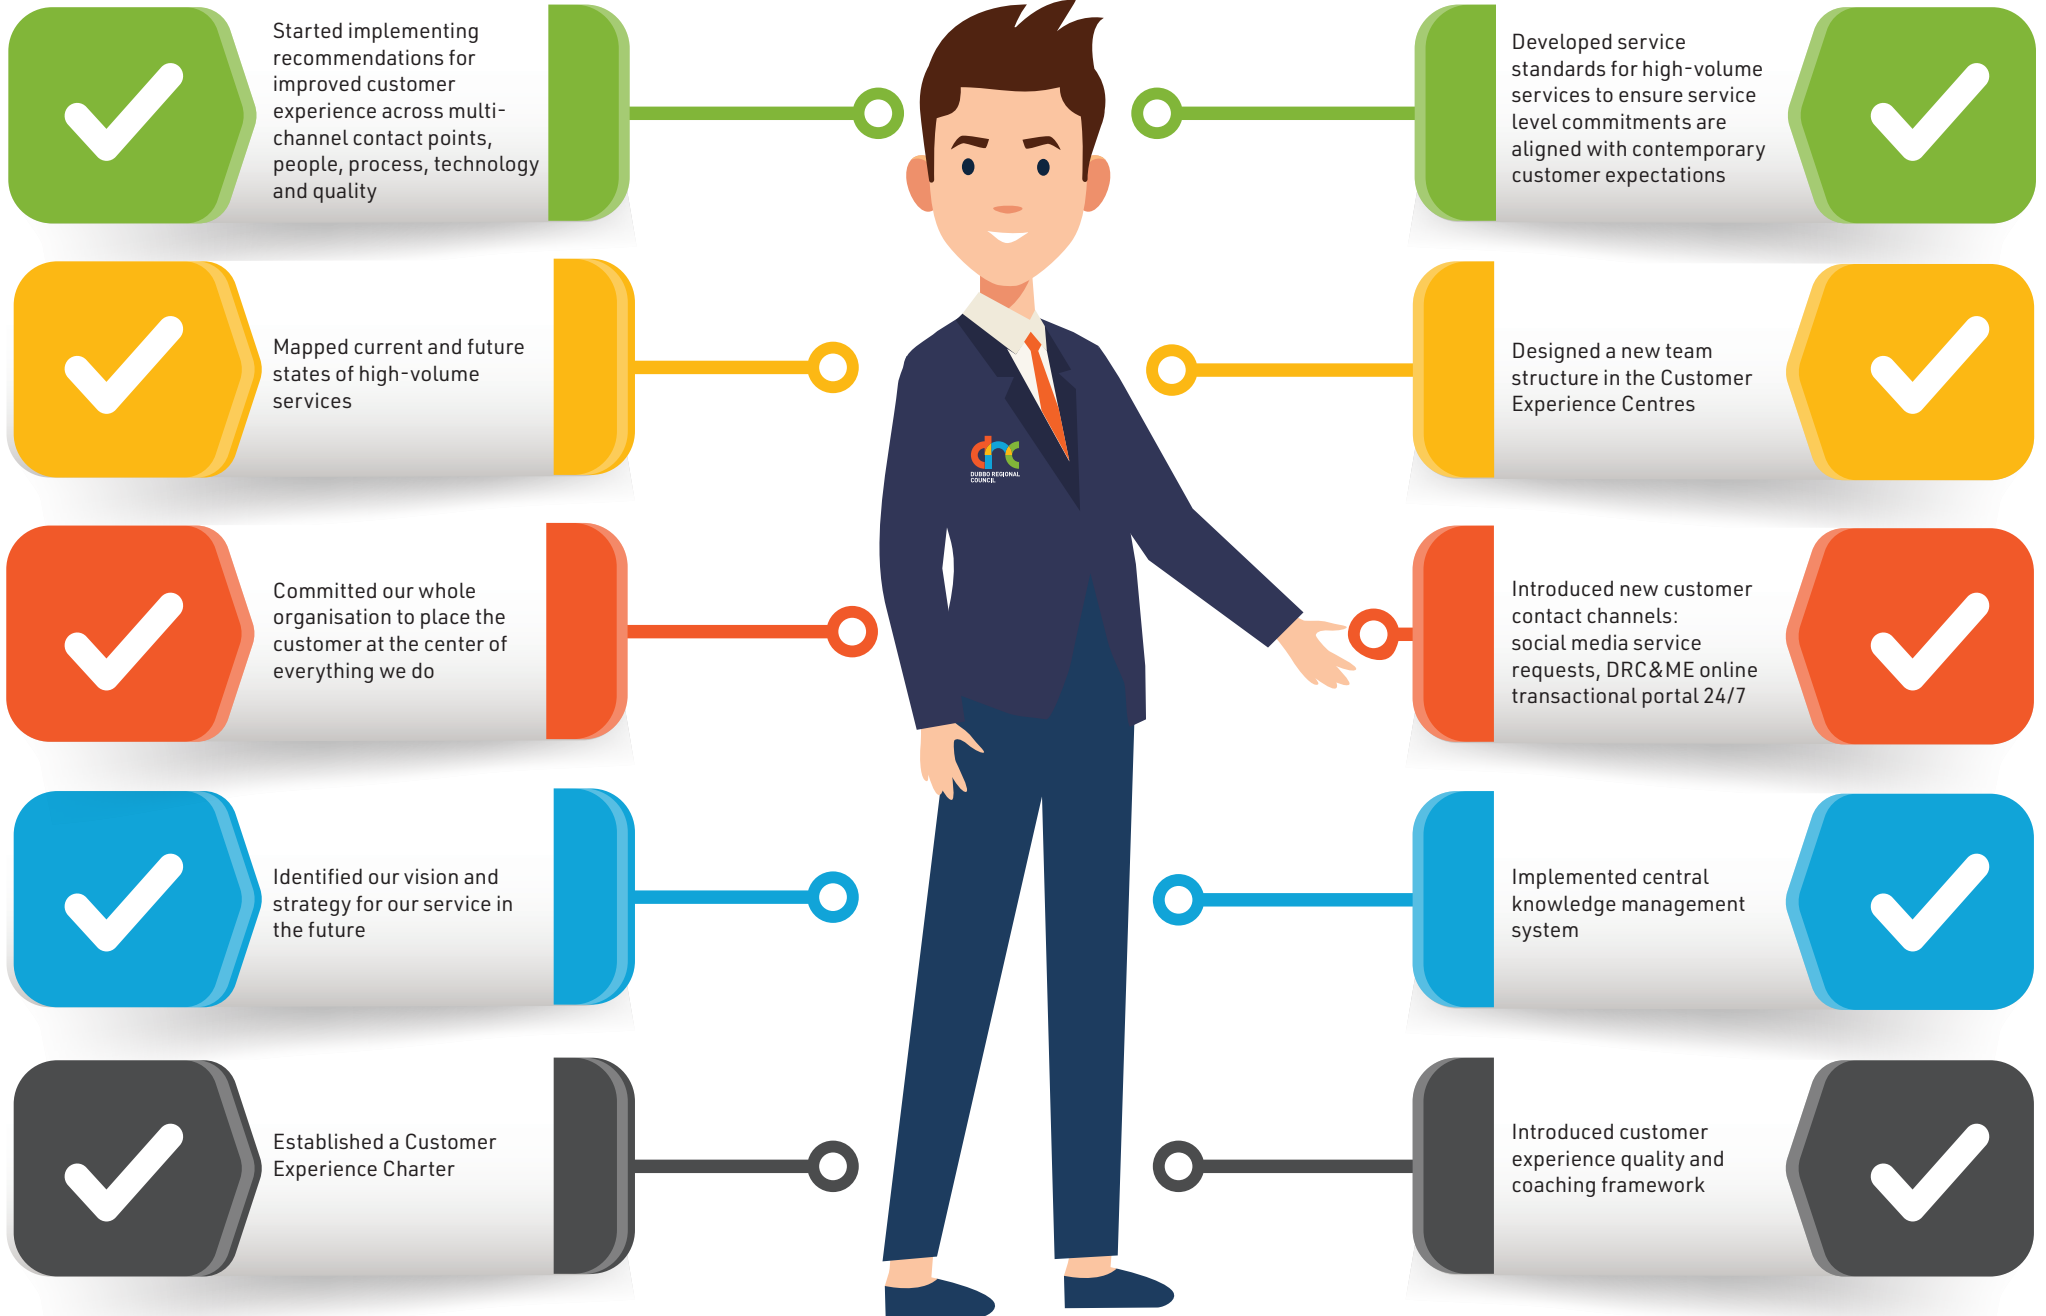 Started implementing
recommendations for
improved customer
experience across multi-
channel contact points,
people, process, technology
and quality
Mapped current and future
states of high-volume
services
Committed our whole
organisation to place the
customer at the center of
everything we do
Identified our vision and
strategy for our service in
the future
Established a Customer
Experience Charter
drc
DUBBO REGIONAL
COUNCIL
Developed service
standards for high-volume
services to ensure service
level commitments are
aligned with contemporary
customer expectations
Designed a new team
structure in the Customer
Experience Centres
Introduced new customer
contact channels:
social media service
requests, DRC&ME online
transactional portal 24/7
Implemented central
knowledge management
system
Introduced customer
experience quality and
coaching framework